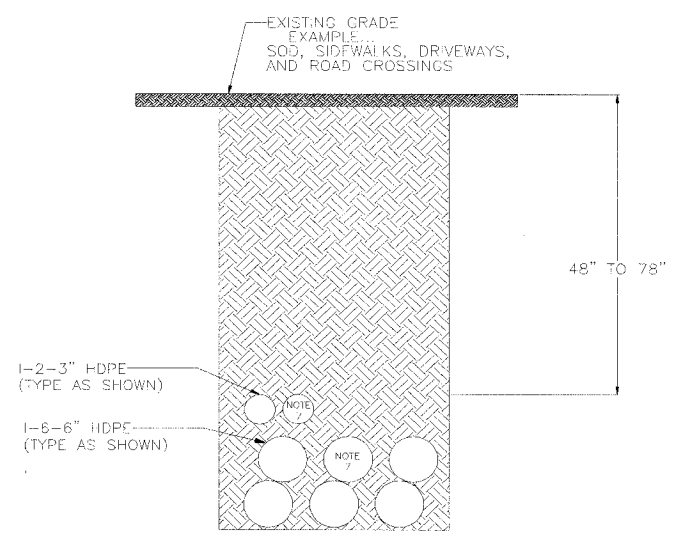 EXISTING GRADE
EXAMPLE...
SOD, SIDEWALKS, DRIVEWAYS,
AND ROAD CROSSINGS
48" TO 78"
1-2-3" HDPE
(TYPE AS SHOWN)
NOTE
7
1-6-6" HDPE
(TYPE AS SHOWN)
NOTE
7